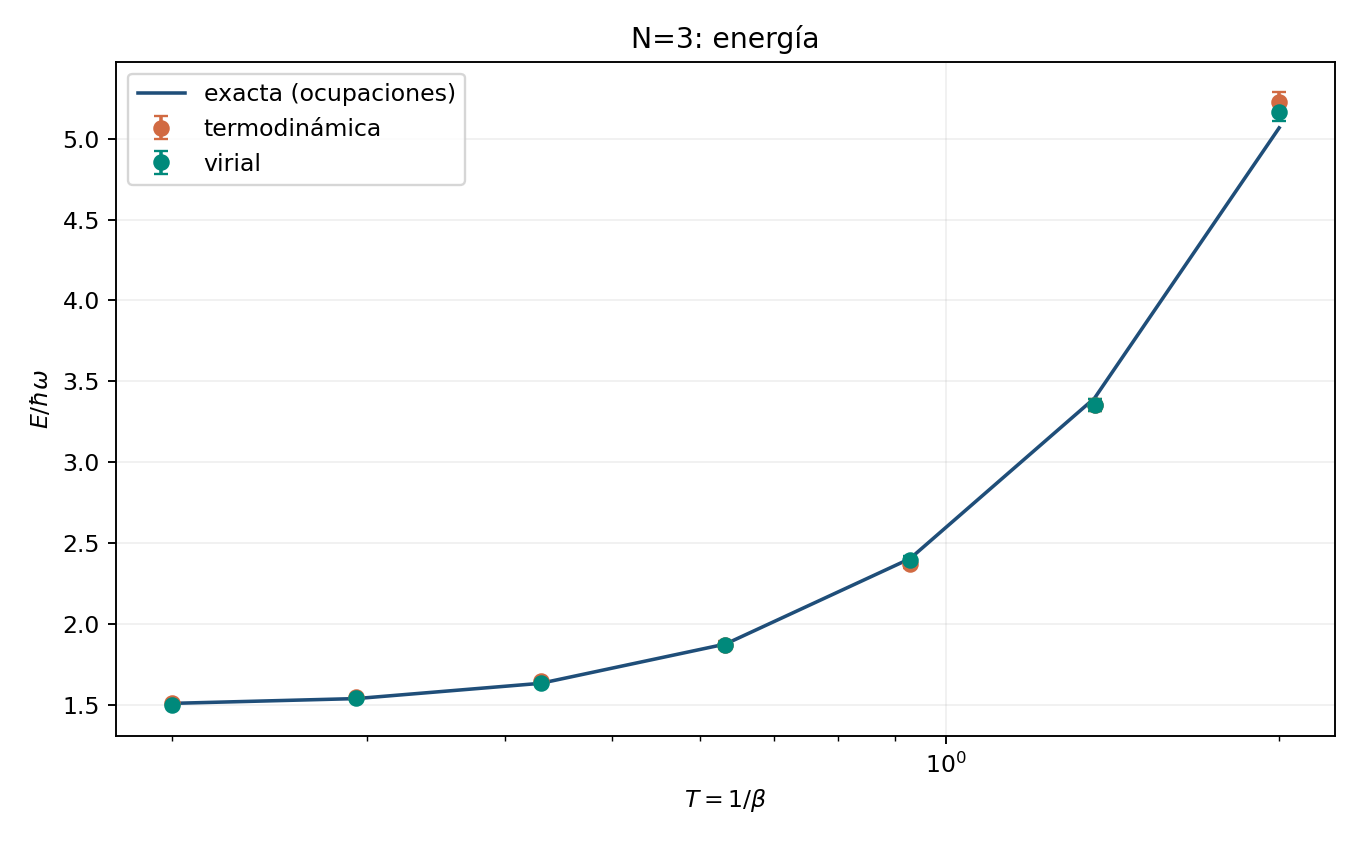 N=3: energía
exacta (ocupaciones)
termodinámica
virial
E/ℏω
5.0
4.5
4.0
3.5
3.0
2.5
2.0
1.5
10⁰
T = 1/β